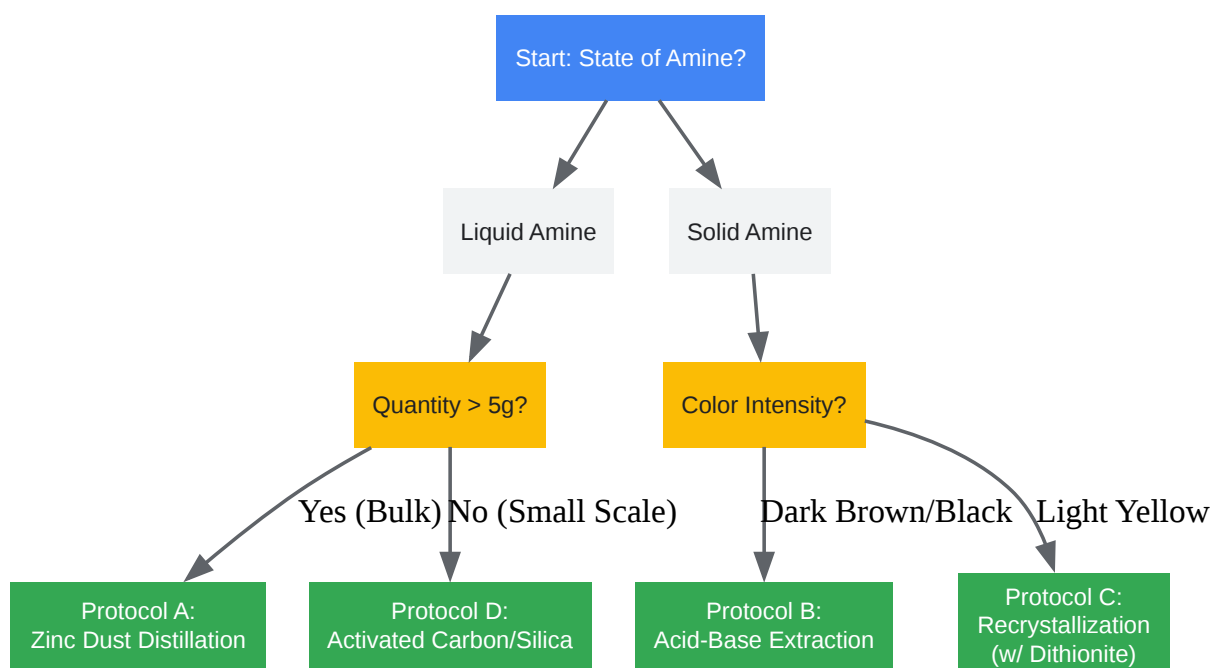 Start: State of Amine?
Liquid Amine
Solid Amine
Quantity > 5g?
Color Intensity?
Yes (Bulk)
No (Small Scale)
Dark Brown/Black
Light Yellow
Protocol A:
Zinc Dust Distillation
Protocol D:
Activated Carbon/Silica
Protocol B:
Acid-Base Extraction
Protocol C:
Recrystallization
(w/ Dithionite)